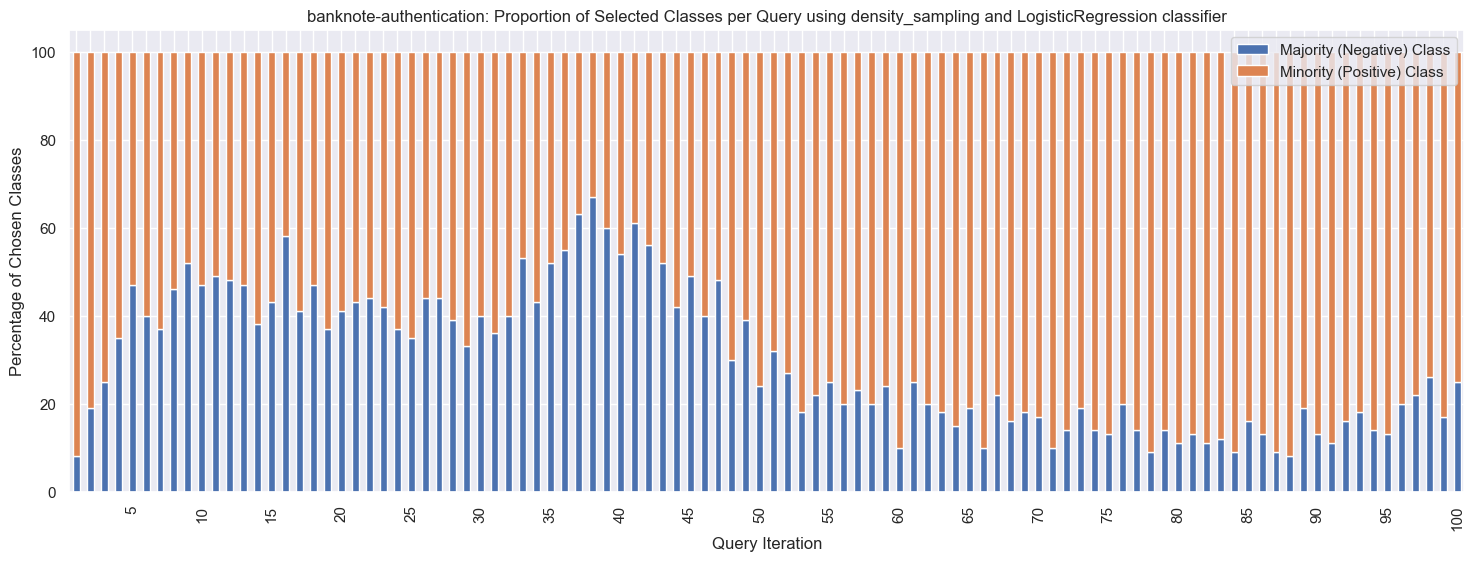 banknote-authentication: Proportion of Selected Classes per Query using density_sampling and LogisticRegression classifier
Majority (Negative) Class
Minority (Positive) Class
Percentage of Chosen Classes
100
80
60
40
20
0
5 10 15 20 25 30 35 40 45 50 55 60 65 70 75 80 85 90 95 100
Query Iteration